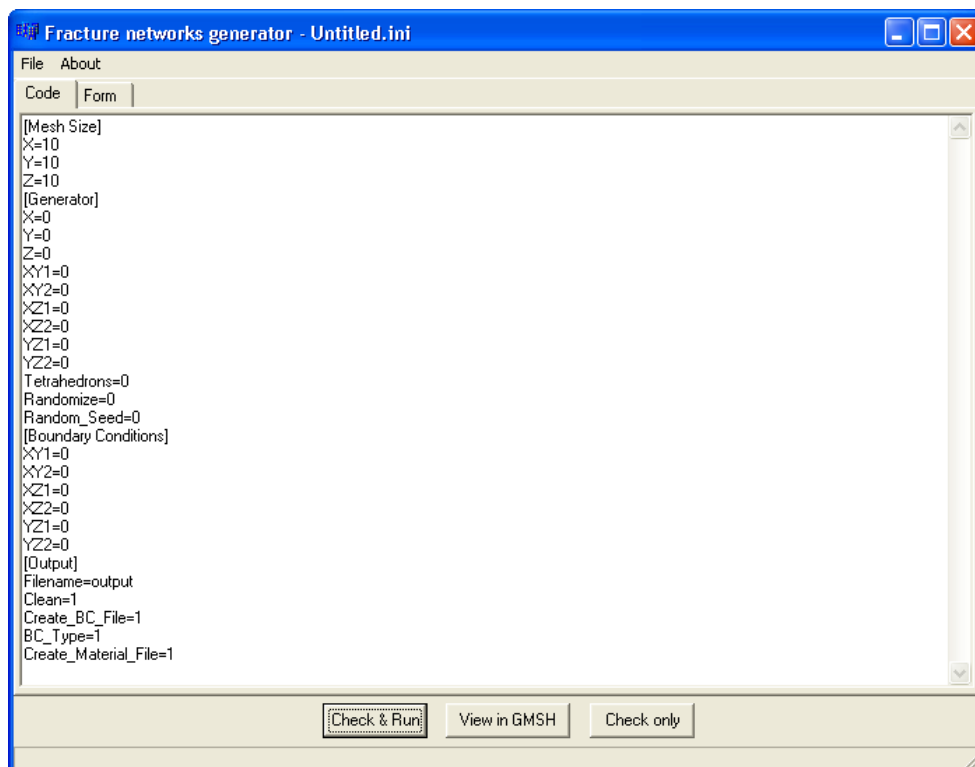 Fracture networks generator - Untitled.ini
File About
Code Form
[Mesh Size]
X=10
Y=10
Z=10
[Generator]
X=0
Y=0
Z=0
XY1=0
XY2=0
XZ1=0
XZ2=0
YZ1=0
YZ2=0
Tetrahedrons=0
Randomize=0
Random_Seed=0
[Boundary Conditions]
XY1=0
XY2=0
XZ1=0
XZ2=0
YZ1=0
YZ2=0
[Output]
Filename=output
Clean=1
Create_BC_File=1
BC_Type=1
Create_Material_File=1
Check & Run View in GMSH Check only